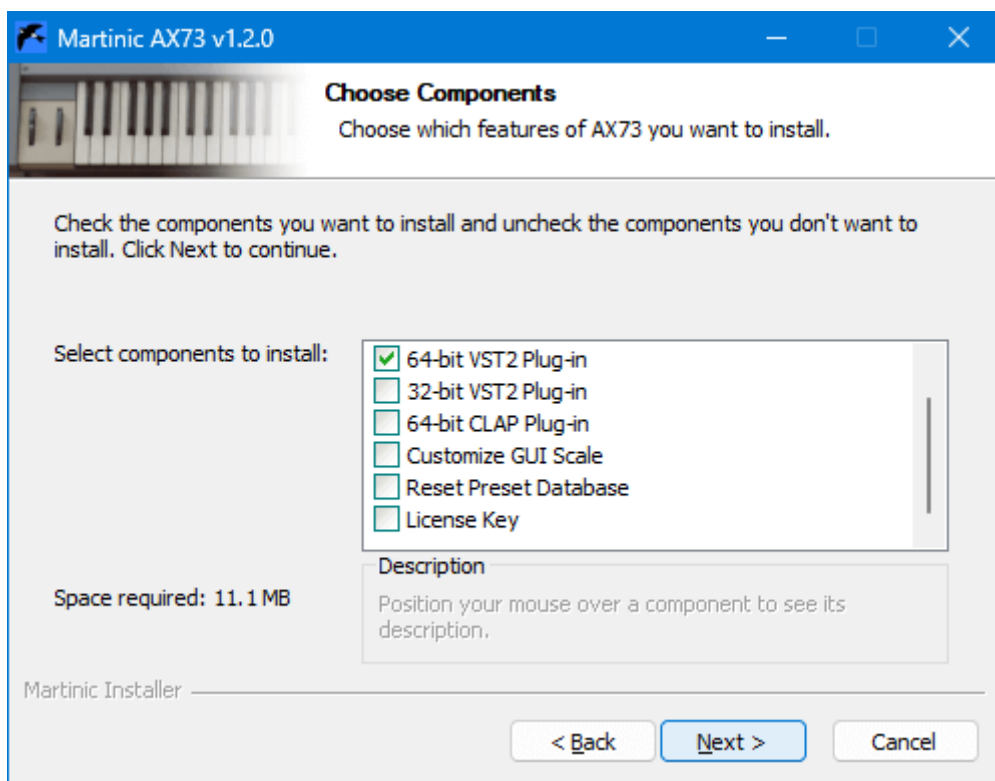 Martinic AX73 v1.2.0
Choose Components
Choose which features of AX73 you want to install.
Check the components you want to install and uncheck the components you don't want to
install. Click Next to continue.
Select components to install:
64-bit VST2 Plug-in
32-bit VST2 Plug-in
64-bit CLAP Plug-in
Customize GUI Scale
Reset Preset Database
License Key
Space required: 11.1 MB
Description
Position your mouse over a component to see its
description.
Martinic Installer
< Back
Next >
Cancel